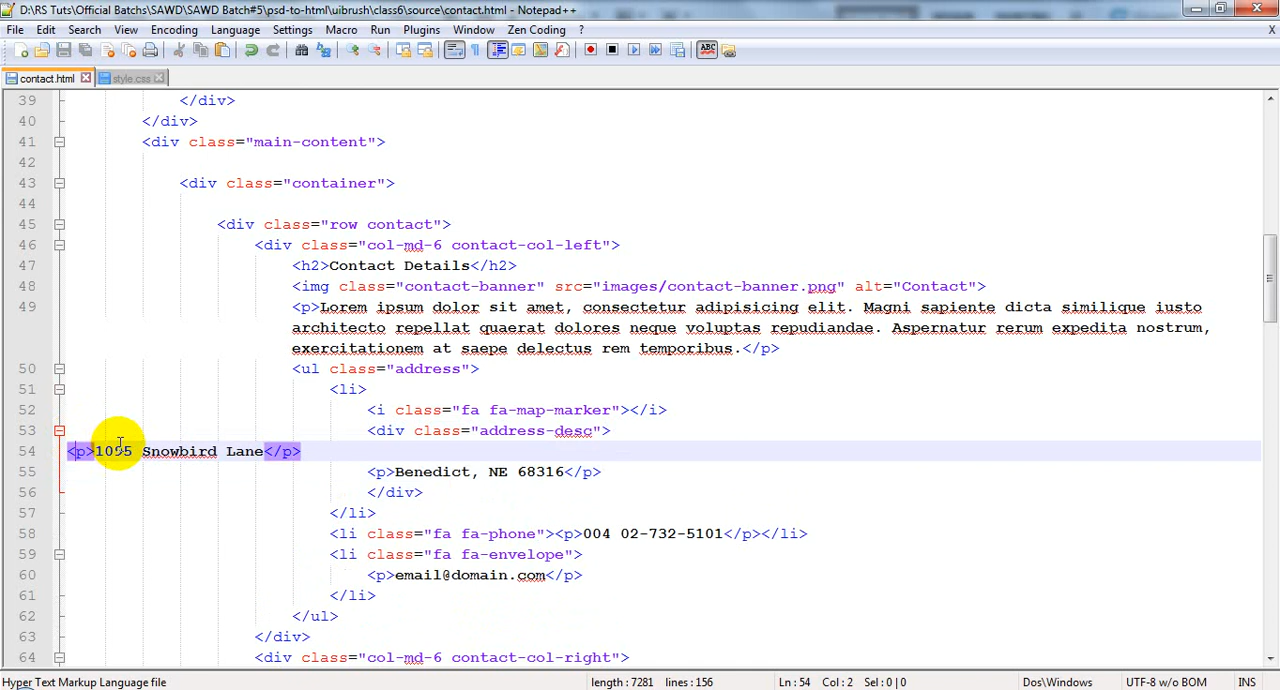 D:\RS Tuts\Official Batchs\SAWD\SAWD Batch#5\psd-to-html\uibrush\class6\source\contact.html - Notepad++
File Edit Search View Encoding Language Settings Macro Run Plugins Window Zen Coding ? X
contact.html style.css
39 </div>
40 </div>
41 <div class="main-content">
42
43 <div class="container">
44
45 <div class="row contact">
46 <div class="col-md-6 contact-col-left">
47 <h2>Contact Details</h2>
48 <img class="contact-banner" src="images/contact-banner.png" alt="Contact">
49 <p>Lorem ipsum dolor sit amet, consectetur adipisicing elit. Magni sapiente dicta similique iusto
architecto repellat quaerat dolores neque voluptas repudiandae. Aspernatur rerum expedita nostrum,
exercitationem at saepe delectus rem temporibus.</p>
50 <ul class="address">
51 <li>
52 <i class="fa fa-map-marker"></i>
53 <div class="address-desc">
54 <p>1095 Snowbird Lane</p>
55 <p>Benedict, NE 68316</p>
56 </div>
57 </li>
58 <li class="fa fa-phone"><p>004 02-732-5101</p></li>
59 <li class="fa fa-envelope">
60 <p>email@domain.com</p>
61 </li>
62 </ul>
63 </div>
64 <div class="col-md-6 contact-col-right">
Hyper Text Markup Language file length : 7281 lines : 156 Ln : 54 Col : 2 Sel : 0 | 0 Dos\Windows UTF-8 w/o BOM INS